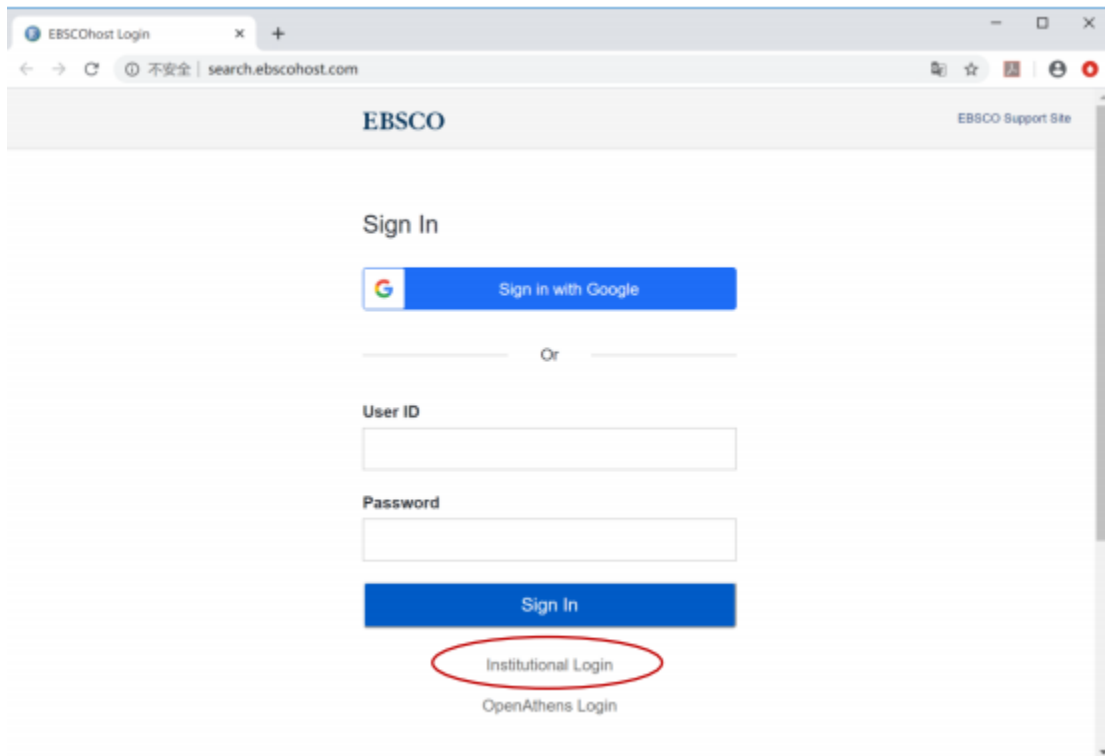 EBSCOhost Login
不安全 search.ebscohost.com
EBSCO
EBSCO Support Site
Sign In
G Sign in with Google
Or
User ID
Password
Sign In
Institutional Login
OpenAthens Login